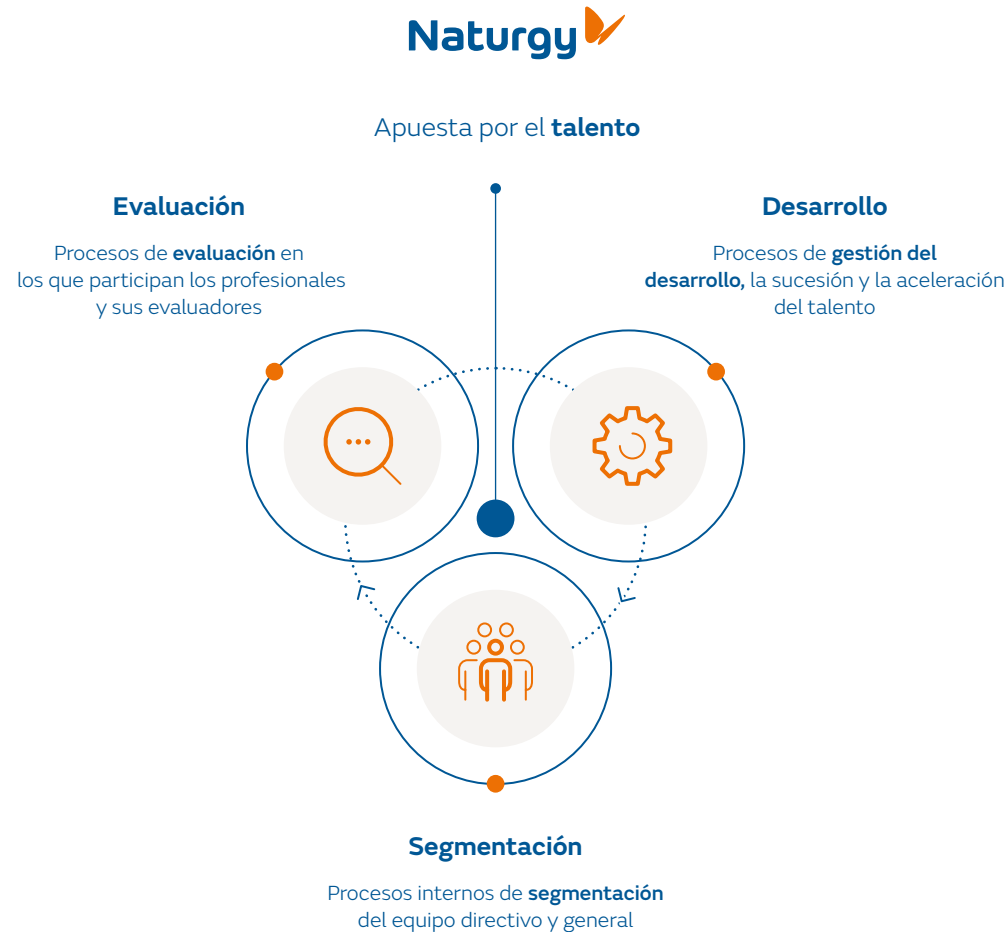 Naturgy
Apuesta por el talento
Evaluación
Procesos de evaluación en
los que participan los profesionales
y sus evaluadores
Desarrollo
Procesos de gestión del
desarrollo, la sucesión y la aceleración
del talento
Segmentación
Procesos internos de segmentación
del equipo directivo y general